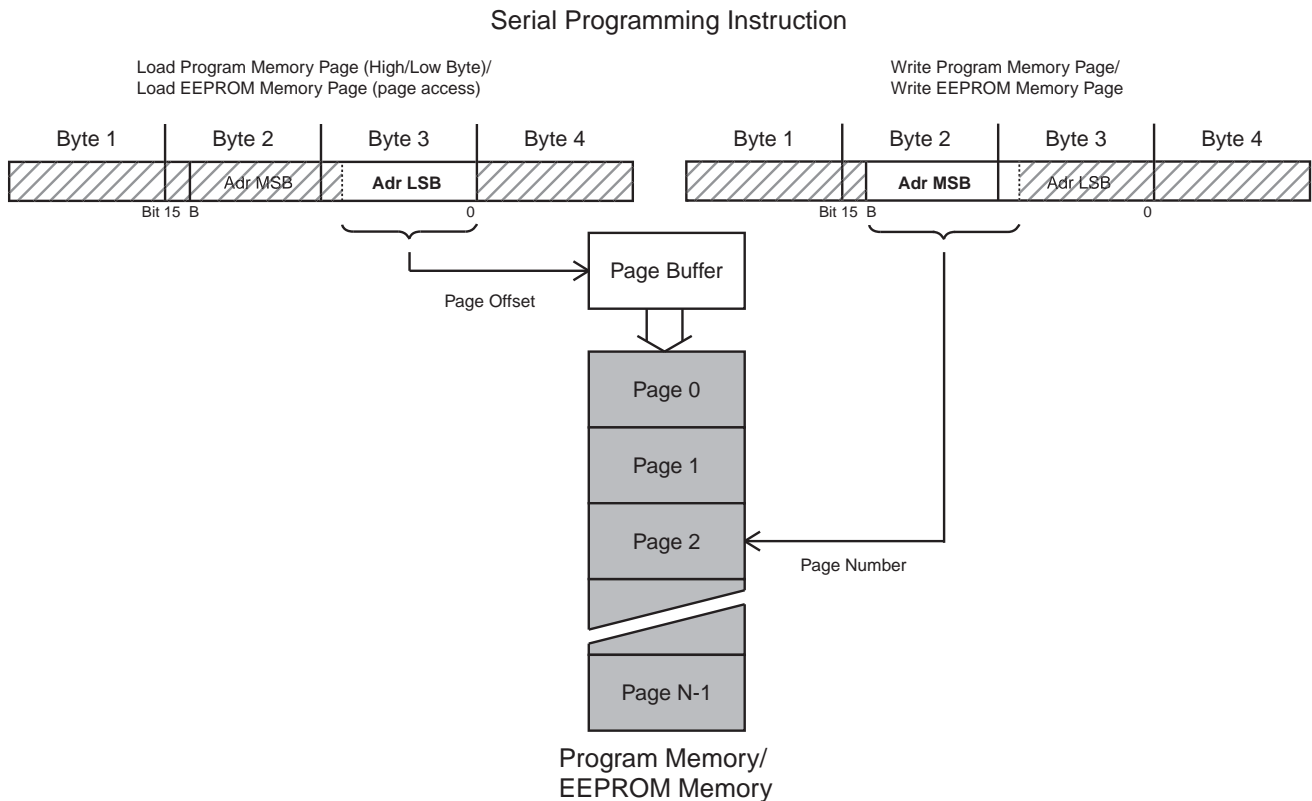 Serial Programming Instruction
Load Program Memory Page (High/Low Byte)/
Load EEPROM Memory Page (page access)
Write Program Memory Page/
Write EEPROM Memory Page
Byte 1 Byte 2 Byte 3 Byte 4
Byte 1 Byte 2 Byte 3 Byte 4
Adr MSB Adr LSB
Adr MSB Adr LSB
Bit 15 B 0
Bit 15 B 0
Page Buffer
Page Offset
Page 0
Page 1
Page 2
Page Number
Page N-1
Program Memory/
EEPROM Memory